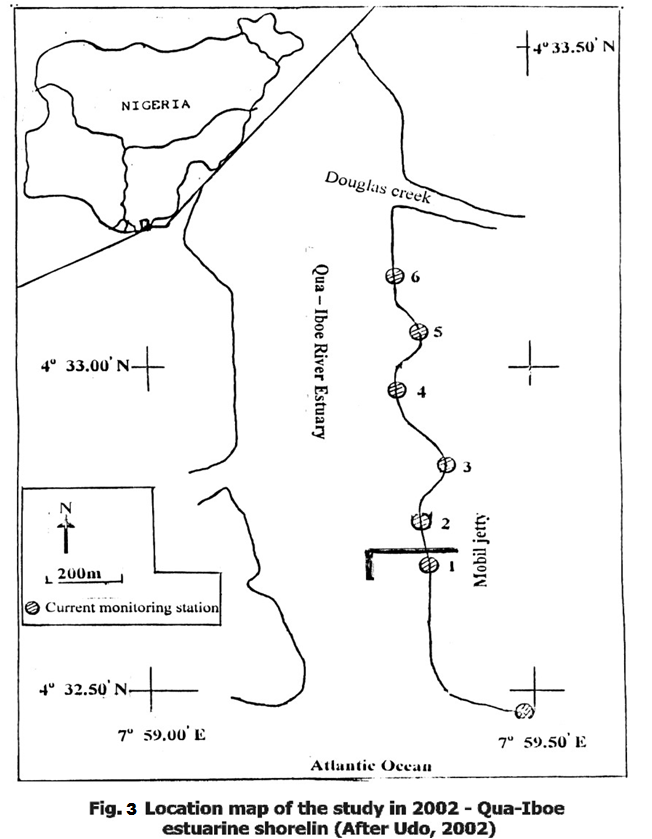 NIGERIA
4° 33.50' N
Douglas creek
6
Qua – Iboe River Estuary
5
4° 33.00' N
4
3
N
2
Mobil jetty
200m
1
Current monitoring station
4° 32.50' N
7° 59.00' E
7° 59.50' E
Atlantic Ocean
Fig. 3 Location map of the study in 2002 - Qua-Iboe
estuarine shorelin (After Udo, 2002)